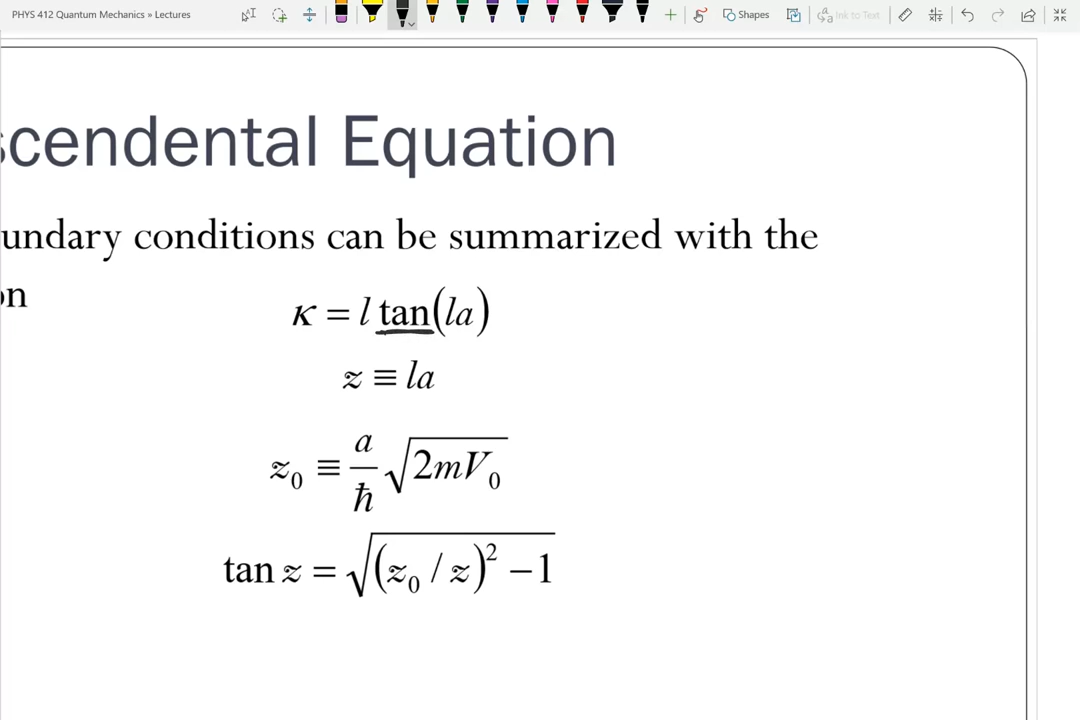 PHYS 412 Quantum Mechanics » Lectures
Shapes
Ink to Text
scendental Equation
undary conditions can be summarized with the
on
κ = l tan(la)
z ≡ la
z₀ ≡ a/ħ √(2mV₀)
tan z = √((z₀ / z)² − 1)